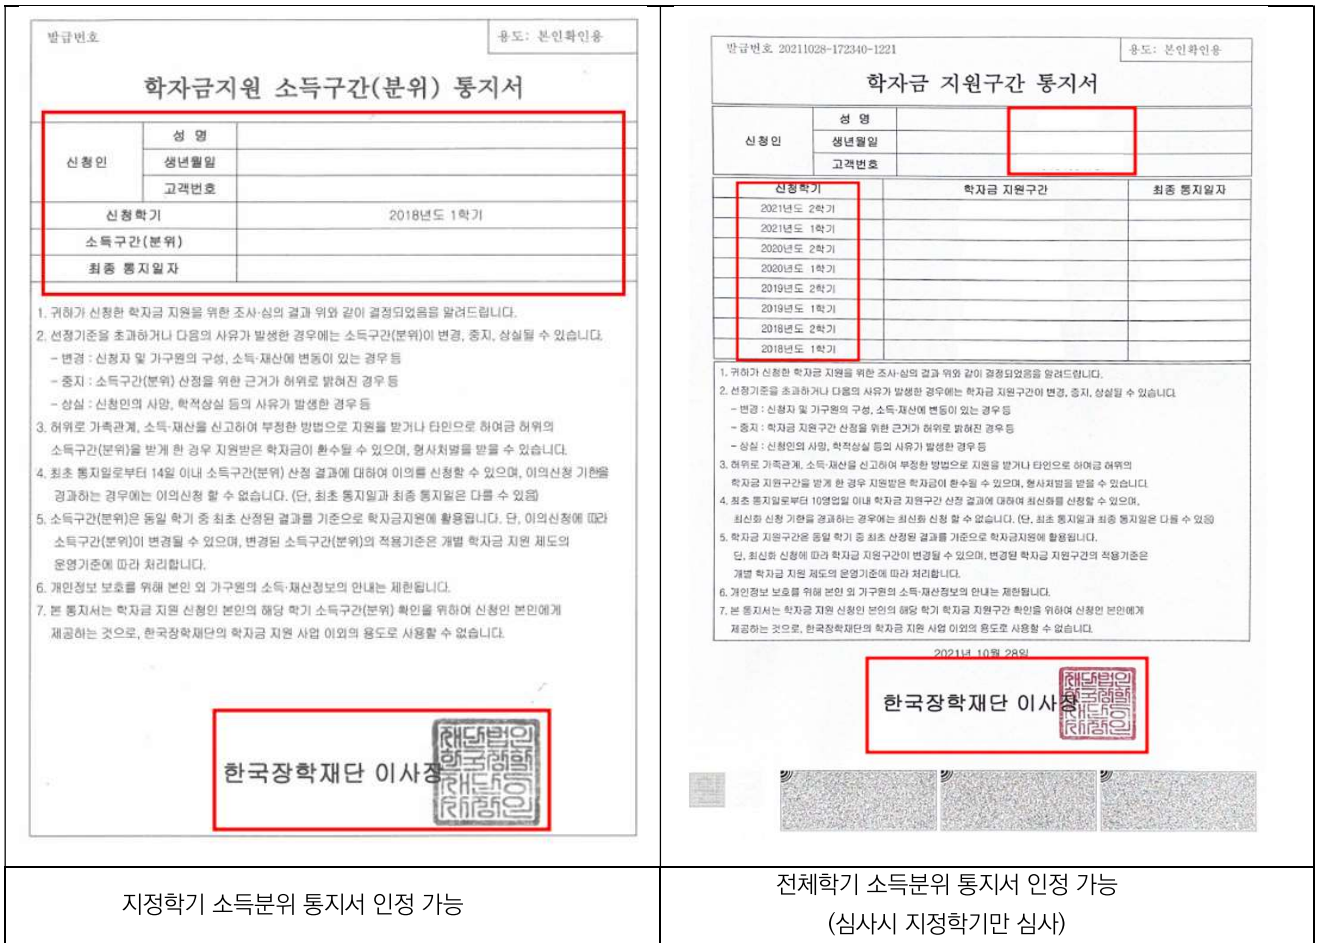 발급번호
용도: 본인확인용
학자금지원 소득구간(분위) 통지서
신청인
성 명
생년월일
고객번호
신청학기
2018년도 1학기
소득구간(분위)
최종 통지일자
1. 귀하가 신청한 학자금 지원을 위한 조사·심의 결과 위와 같이 결정되었음을 알려드립니다.
2. 선정기준을 초과하거나 다음의 사유가 발생한 경우에는 소득구간(분위)이 변경, 중지, 상실될 수 있습니다.
- 변경 : 신청자 및 가구원의 구성, 소득·재산에 변동이 있는 경우 등
- 중지 : 소득구간(분위) 산정을 위한 근거가 허위로 밝혀진 경우 등
- 상실 : 신청인의 사망, 학적상실 등의 사유가 발생한 경우 등
3. 허위로 가족관계, 소득·재산을 신고하여 부정한 방법으로 지원을 받거나 타인으로 하여금 허위의
소득구간(분위)을 받게 한 경우 지원받은 학자금이 환수될 수 있으며, 형사처벌을 받을 수 있습니다.
4. 최초 통지일로부터 14일 이내 소득구간(분위) 산정 결과에 대하여 이의를 신청할 수 있으며, 이의신청 기한을
경과하는 경우에는 이의신청 할 수 없습니다. (단, 최초 통지일과 최종 통지일은 다를 수 있음)
5. 소득구간(분위)은 동일 학기 중 최초 산정된 결과를 기준으로 학자금지원에 활용됩니다. 단, 이의신청에 따라
소득구간(분위)이 변경될 수 있으며, 변경된 소득구간(분위)의 적용기준은 개별 학자금 지원 제도의
운영기준에 따라 처리합니다.
6. 개인정보 보호를 위해 본인 외 가구원의 소득·재산정보의 안내는 제한됩니다.
7. 본 통지서는 학자금 지원 신청인 본인의 해당 학기 소득구간(분위) 확인을 위하여 신청인 본인에게
제공하는 것으로, 한국장학재단의 학자금 지원 사업 이외의 용도로 사용할 수 없습니다.
한국장학재단 이사장
재단법인
한국장학
재단이
사장인
지정학기 소득분위 통지서 인정 가능
발급번호 20211028-172340-1221
용도: 본인확인용
학자금 지원구간 통지서
신청인
성 명
생년월일
고객번호
신청학기 학자금 지원구간 최종 통지일자
2021년도 2학기
2021년도 1학기
2020년도 2학기
2020년도 1학기
2019년도 2학기
2019년도 1학기
2018년도 2학기
2018년도 1학기
1. 귀하가 신청한 학자금 지원을 위한 조사·심의 결과 위와 같이 결정되었음을 알려드립니다.
2. 선정기준을 초과하거나 다음의 사유가 발생한 경우에는 학자금 지원구간이 변경, 중지, 상실될 수 있습니다
- 변경 : 신청자 및 가구원의 구성, 소득·재산에 변동이 있는 경우 등
- 중지 : 학자금 지원구간 산정을 위한 근거가 허위로 밝혀진 경우 등
- 상실 : 신청인의 사망, 학적상실 등의 사유가 발생한 경우 등
3. 허위로 가족관계, 소득·재산을 신고하여 부정한 방법으로 지원을 받거나 타인으로 하여금 허위의
학자금 지원구간을 받게 한 경우 지원받은 학자금이 환수될 수 있으며, 형사처벌을 받을 수 있습니다.
4. 최초 통지일로부터 10영업일 이내 학자금 지원구간 산정 결과에 대하여 최신화를 신청할 수 있으며,
최신화 신청 기한을 경과하는 경우에는 최신화 신청 할 수 없습니다. (단, 최초 통지일과 최종 통지일은 다를 수 있음)
5. 학자금 지원구간은 동일 학기 중 최초 산정된 결과를 기준으로 학자금지원에 활용됩니다.
단, 최신화 신청에 따라 학자금 지원구간이 변경될 수 있으며, 변경된 학자금 지원구간의 적용기준은
개별 학자금 지원 제도의 운영기준에 따라 처리합니다.
6. 개인정보 보호를 위해 본인 외 가구원의 소득·재산정보의 안내는 제한됩니다.
7. 본 통지서는 학자금 지원 신청인 본인의 해당 학기 학자금 지원구간 확인을 위하여 신청인 본인에게
제공하는 것으로, 한국장학재단의 학자금 지원 사업 이외의 용도로 사용할 수 없습니다.
2021년 10월 28일
한국장학재단 이사장
전체학기 소득분위 통지서 인정 가능
(심사시 지정학기만 심사)